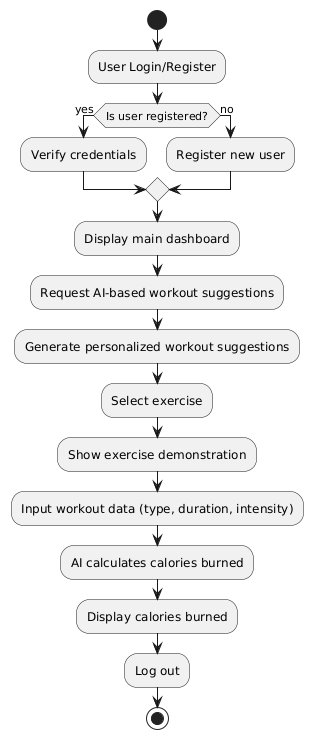 User Login/Register
yes
Is user registered?
no
Verify credentials
Register new user
Display main dashboard
Request AI-based workout suggestions
Generate personalized workout suggestions
Select exercise
Show exercise demonstration
Input workout data (type, duration, intensity)
AI calculates calories burned
Display calories burned
Log out